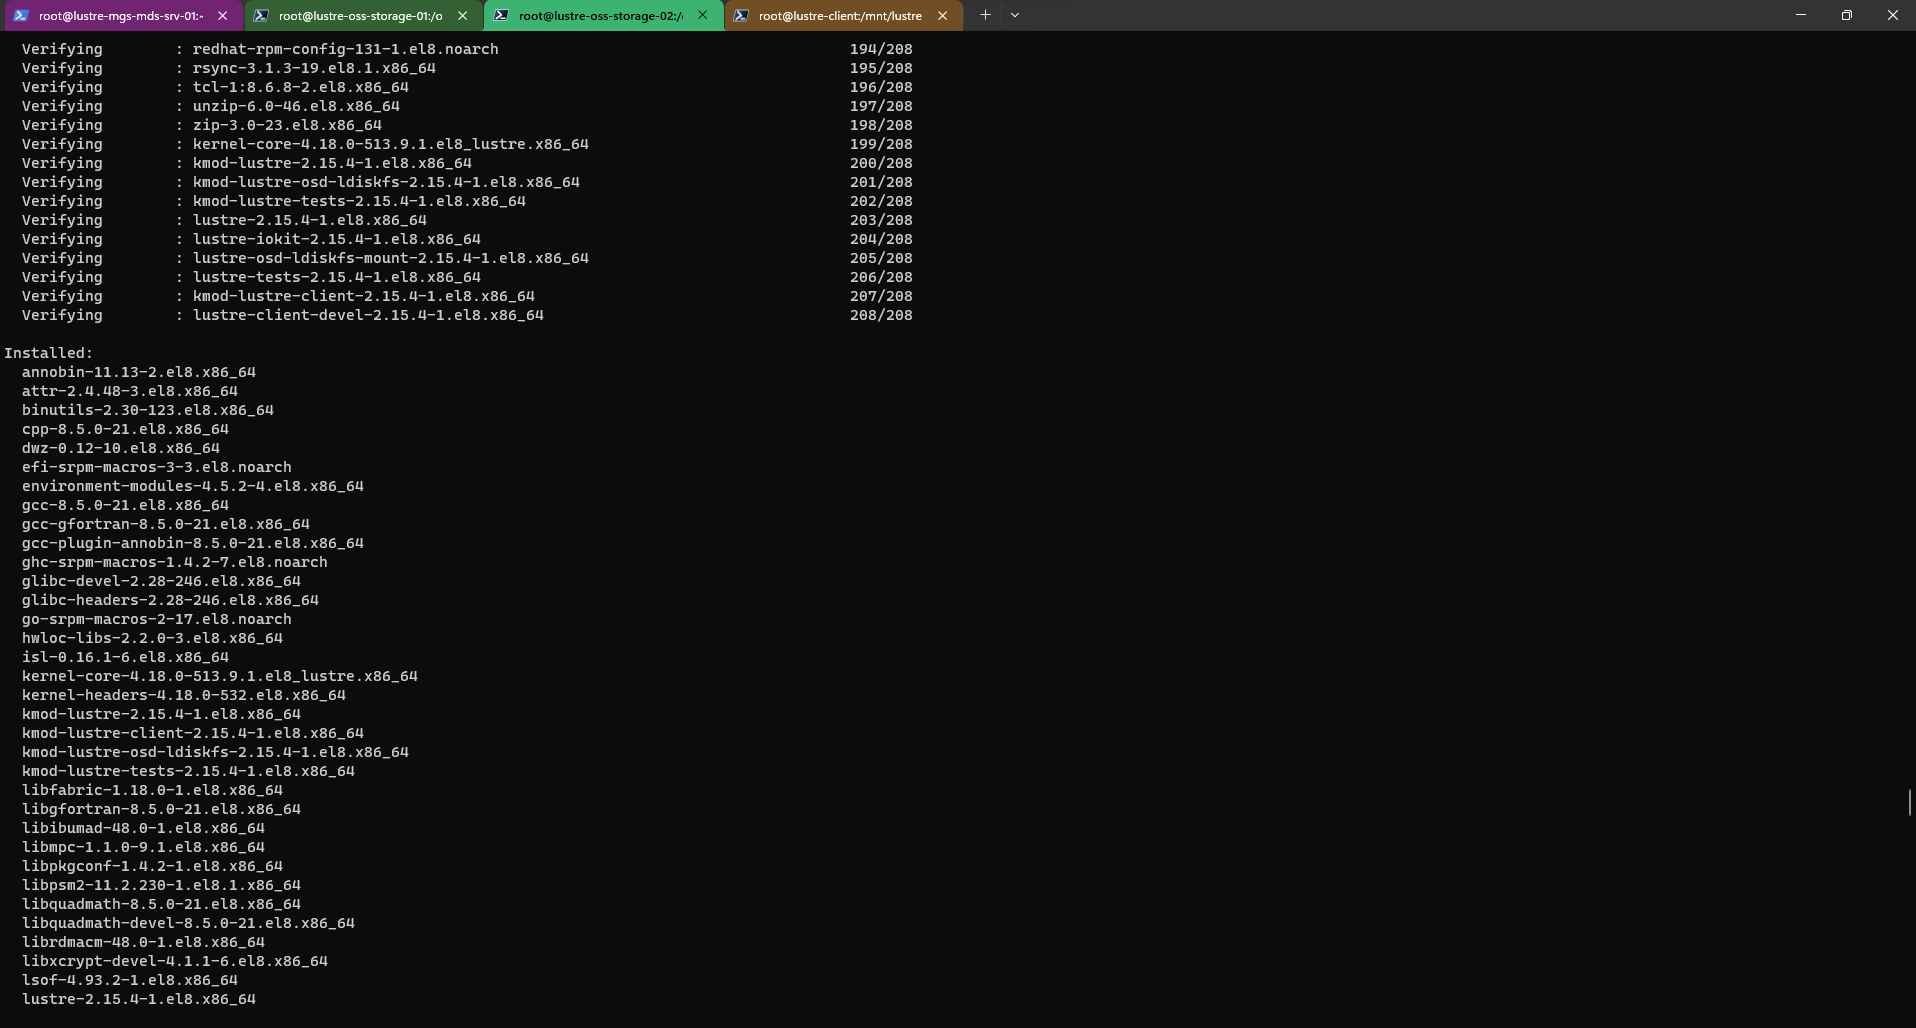 root@lustre-mgs-mds-srv-01:~ root@lustre-oss-storage-01:/o root@lustre-oss-storage-02:/ root@lustre-client:/mnt/lustre
Verifying : redhat-rpm-config-131-1.el8.noarch 194/208
Verifying : rsync-3.1.3-19.el8.1.x86_64 195/208
Verifying : tcl-1:8.6.8-2.el8.x86_64 196/208
Verifying : unzip-6.0-46.el8.x86_64 197/208
Verifying : zip-3.0-23.el8.x86_64 198/208
Verifying : kernel-core-4.18.0-513.9.1.el8_lustre.x86_64 199/208
Verifying : kmod-lustre-2.15.4-1.el8.x86_64 200/208
Verifying : kmod-lustre-osd-ldiskfs-2.15.4-1.el8.x86_64 201/208
Verifying : kmod-lustre-tests-2.15.4-1.el8.x86_64 202/208
Verifying : lustre-2.15.4-1.el8.x86_64 203/208
Verifying : lustre-iokit-2.15.4-1.el8.x86_64 204/208
Verifying : lustre-osd-ldiskfs-mount-2.15.4-1.el8.x86_64 205/208
Verifying : lustre-tests-2.15.4-1.el8.x86_64 206/208
Verifying : kmod-lustre-client-2.15.4-1.el8.x86_64 207/208
Verifying : lustre-client-devel-2.15.4-1.el8.x86_64 208/208
Installed:
annobin-11.13-2.el8.x86_64
attr-2.4.48-3.el8.x86_64
binutils-2.30-123.el8.x86_64
cpp-8.5.0-21.el8.x86_64
dwz-0.12-10.el8.x86_64
efi-srpm-macros-3-3.el8.noarch
environment-modules-4.5.2-4.el8.x86_64
gcc-8.5.0-21.el8.x86_64
gcc-gfortran-8.5.0-21.el8.x86_64
gcc-plugin-annobin-8.5.0-21.el8.x86_64
ghc-srpm-macros-1.4.2-7.el8.noarch
glibc-devel-2.28-246.el8.x86_64
glibc-headers-2.28-246.el8.x86_64
go-srpm-macros-2-17.el8.noarch
hwloc-libs-2.2.0-3.el8.x86_64
isl-0.16.1-6.el8.x86_64
kernel-core-4.18.0-513.9.1.el8_lustre.x86_64
kernel-headers-4.18.0-532.el8.x86_64
kmod-lustre-2.15.4-1.el8.x86_64
kmod-lustre-client-2.15.4-1.el8.x86_64
kmod-lustre-osd-ldiskfs-2.15.4-1.el8.x86_64
kmod-lustre-tests-2.15.4-1.el8.x86_64
libfabric-1.18.0-1.el8.x86_64
libgfortran-8.5.0-21.el8.x86_64
libibumad-48.0-1.el8.x86_64
libmpc-1.1.0-9.1.el8.x86_64
libpkgconf-1.4.2-1.el8.x86_64
libpsm2-11.2.230-1.el8.1.x86_64
libquadmath-8.5.0-21.el8.x86_64
libquadmath-devel-8.5.0-21.el8.x86_64
librdmacm-48.0-1.el8.x86_64
libxcrypt-devel-4.1.1-6.el8.x86_64
lsof-4.93.2-1.el8.x86_64
lustre-2.15.4-1.el8.x86_64